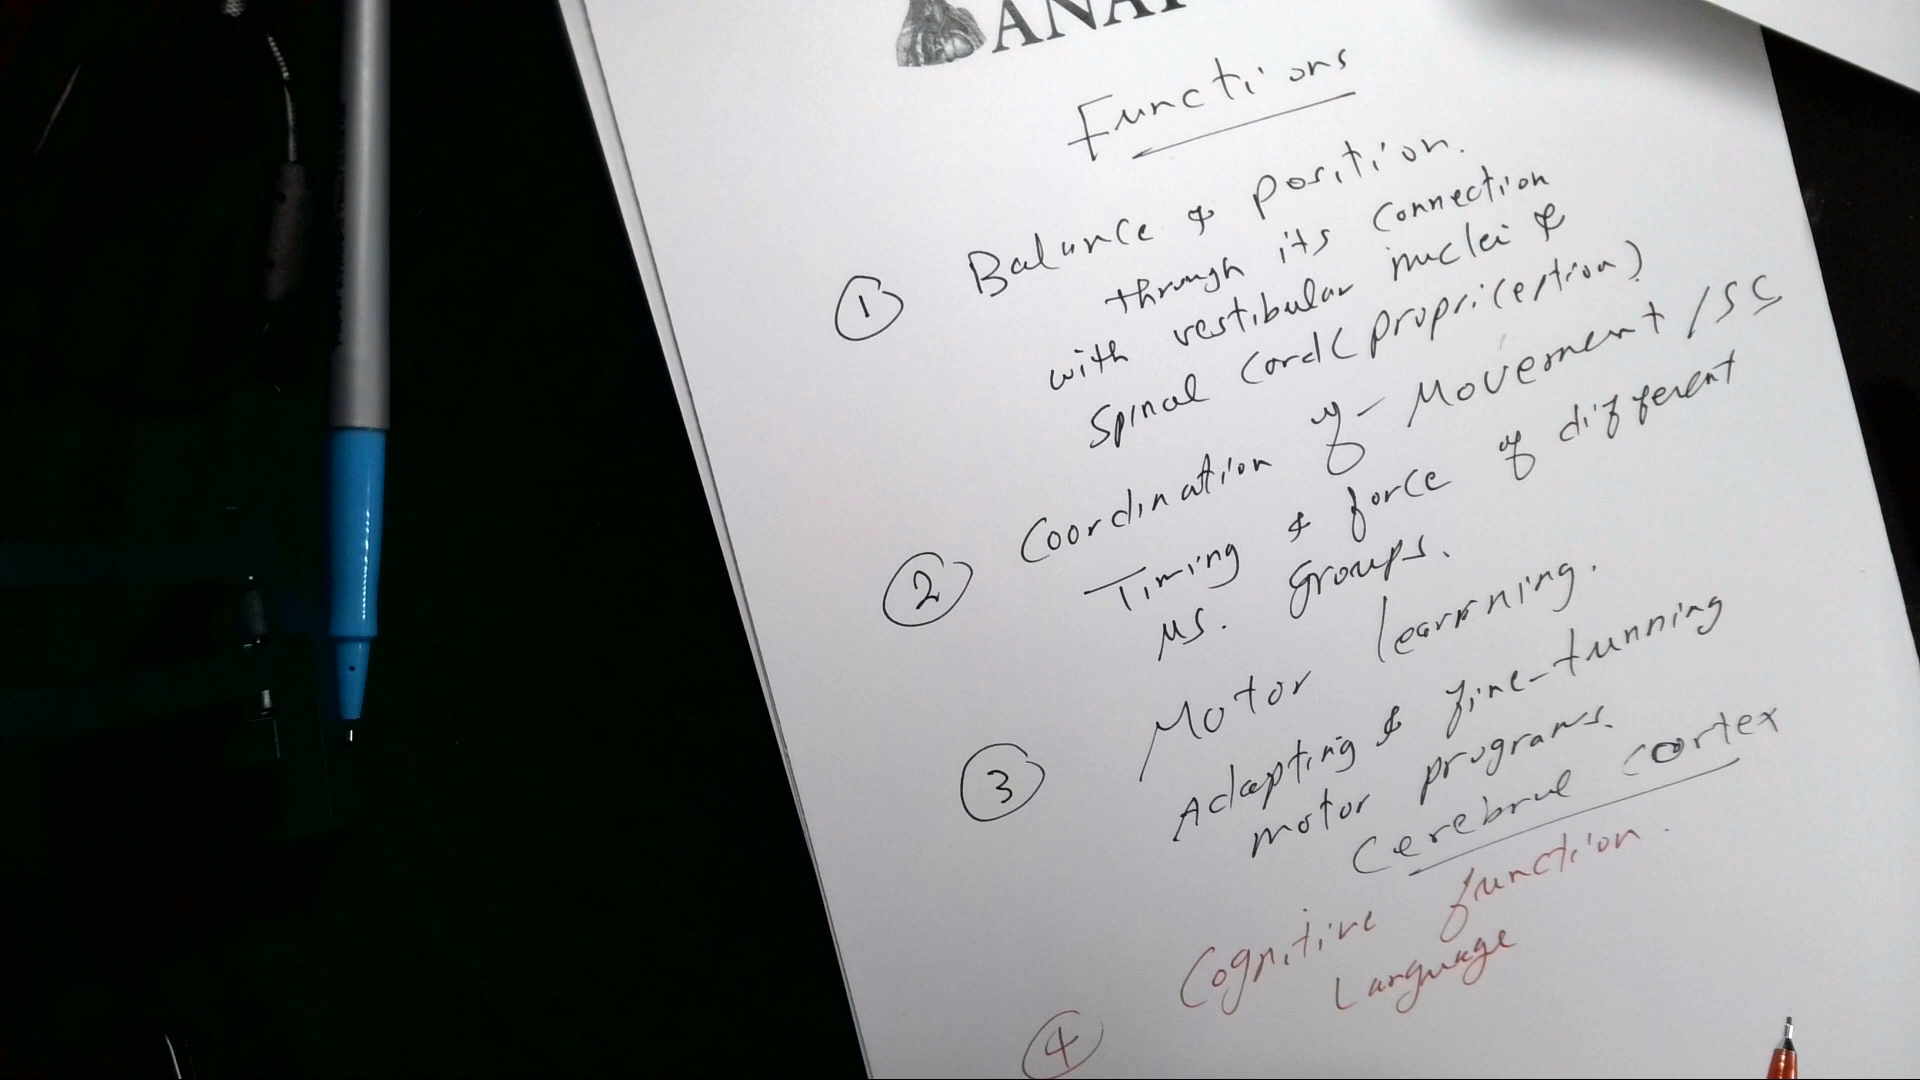 ANA
Functions
① Balance & position.
through its connection
with vestibular nuclei &
Spinal Cord (propriception)
② Coordination of Movement / SC
Timing & force of different
Ms. groups.
③ Motor learning.
Adapting & fine-tunning
motor programs.
Cerebral cortex
④ Cognitive function.
Language